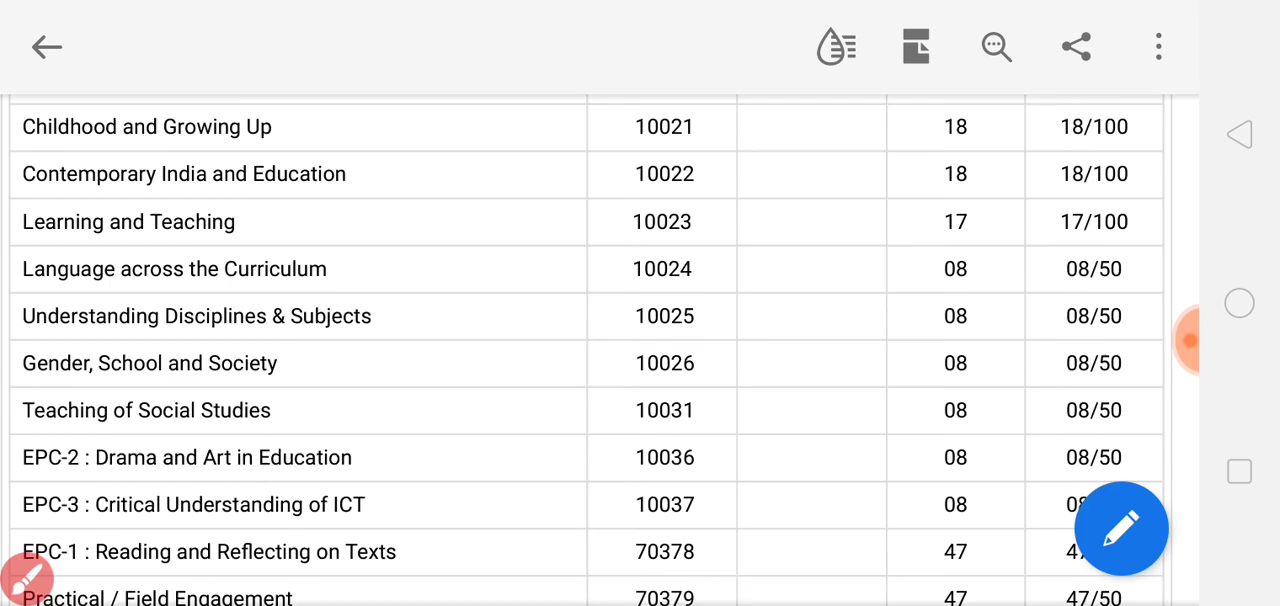 Childhood and Growing Up 10021 18 18/100
Contemporary India and Education 10022 18 18/100
Learning and Teaching 10023 17 17/100
Language across the Curriculum 10024 08 08/50
Understanding Disciplines & Subjects 10025 08 08/50
Gender, School and Society 10026 08 08/50
Teaching of Social Studies 10031 08 08/50
EPC-2 : Drama and Art in Education 10036 08 08/50
EPC-3 : Critical Understanding of ICT 10037 08
EPC-1 : Reading and Reflecting on Texts 70378 47
Practical / Field Engagement 70379 47 47/50